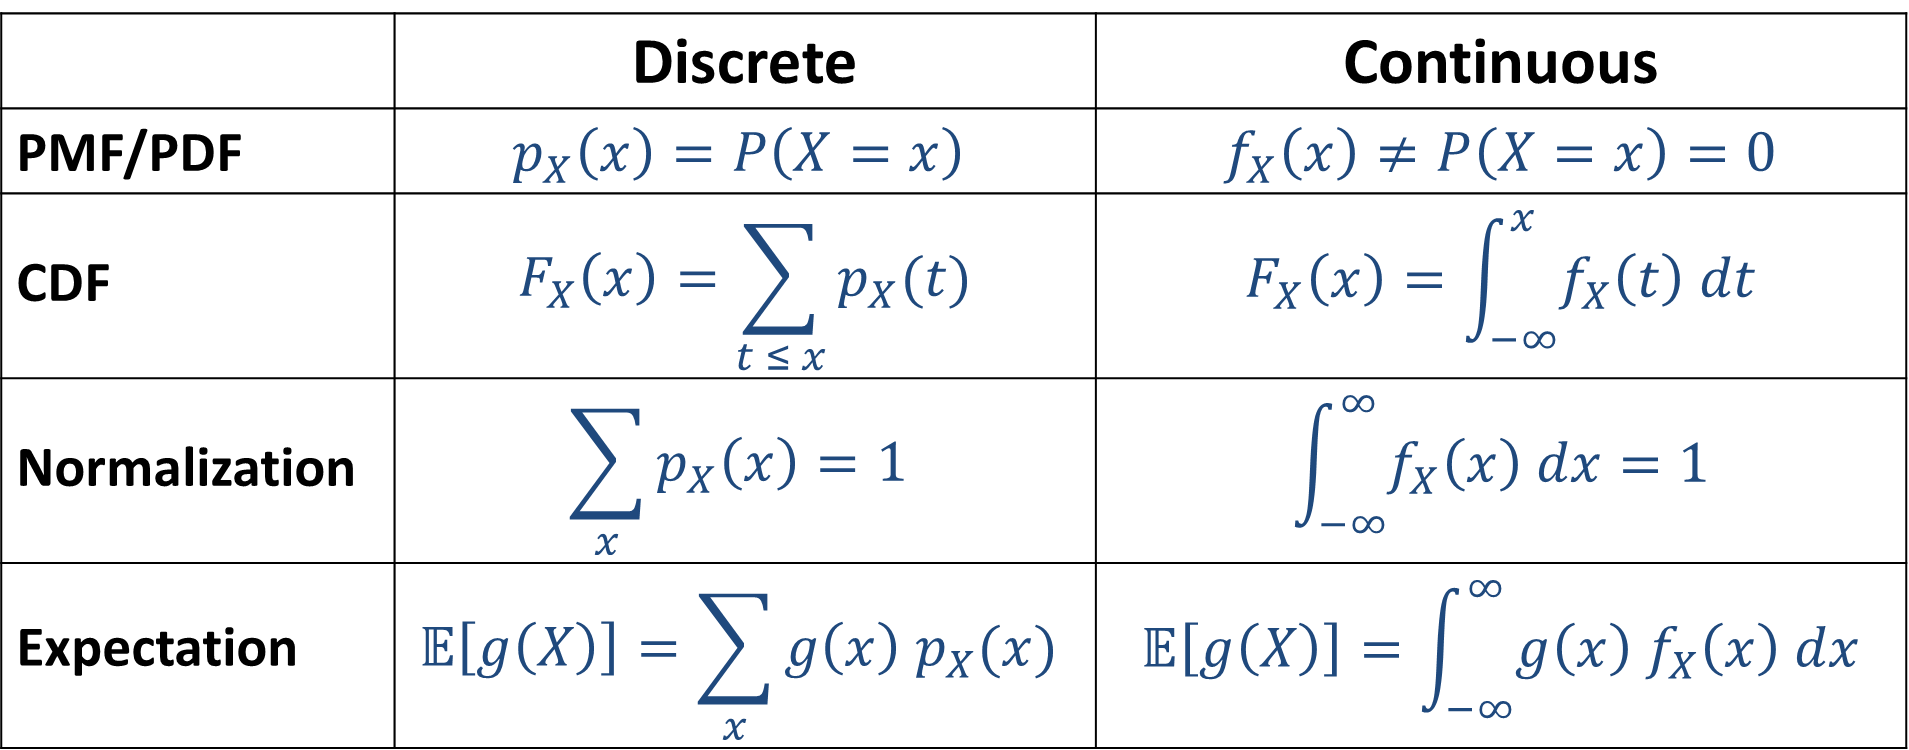 Discrete Continuous
PMF/PDF p_X(x) = P(X = x) f_X(x) ≠ P(X = x) = 0
CDF F_X(x) = ∑_{t ≤ x} p_X(t) F_X(x) = ∫_{−∞}^{x} f_X(t) dt
Normalization ∑_x p_X(x) = 1 ∫_{−∞}^{∞} f_X(x) dx = 1
Expectation 𝔼[g(X)] = ∑_x g(x) p_X(x) 𝔼[g(X)] = ∫_{−∞}^{∞} g(x) f_X(x) dx